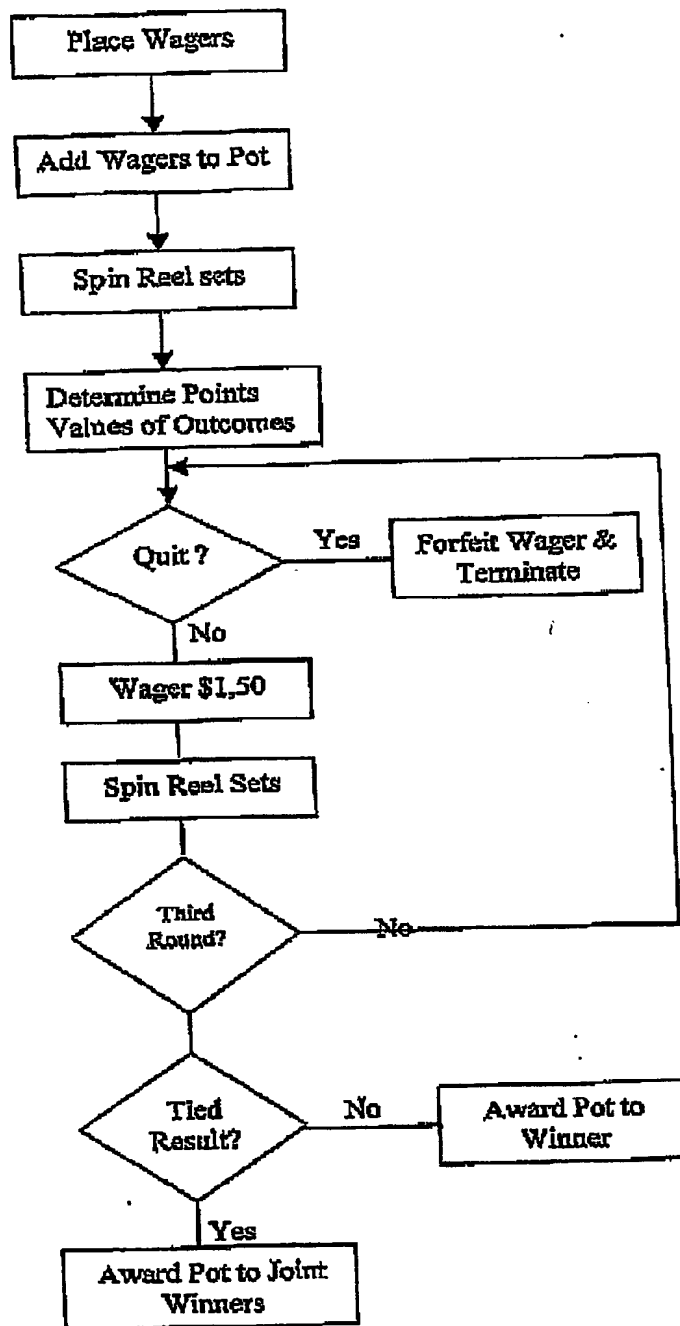 Place Wagers
Add Wagers to Pot
Spin Reel sets
Determine Points
Values of Outcomes
Quit ?
Yes
Forfeit Wager &
Terminate
No
Wager $1,50
Spin Reel Sets
Third
Round?
No
Tied
Result?
No
Award Pot to
Winner
Yes
Award Pot to Joint
Winners